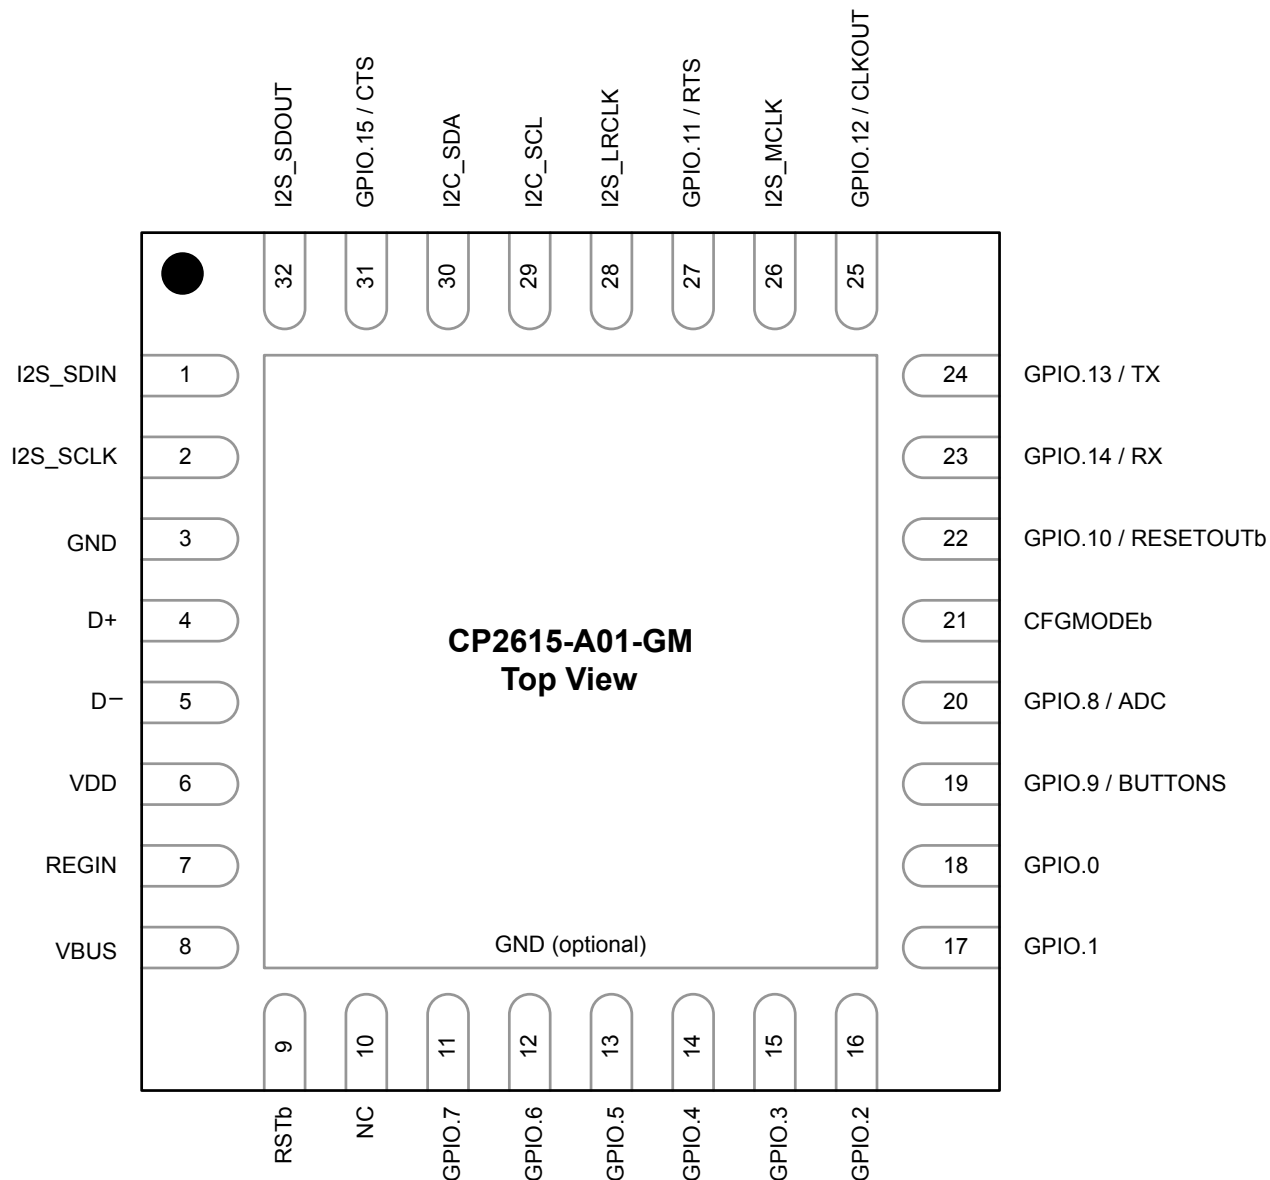 I2S_SDOUT
GPIO.15 / CTS
I2C_SDA
I2C_SCL
I2S_LRCLK
GPIO.11 / RTS
I2S_MCLK
GPIO.12 / CLKOUT
32
31
30
29
28
27
26
25
I2S_SDIN 1
24 GPIO.13 / TX
I2S_SCLK 2
23 GPIO.14 / RX
GND 3
22 GPIO.10 / RESETOUTb
D+ 4
21 CFGMODEb
CP2615-A01-GM
Top View
D− 5
20 GPIO.8 / ADC
VDD 6
19 GPIO.9 / BUTTONS
REGIN 7
18 GPIO.0
VBUS 8
GND (optional)
17 GPIO.1
9
10
11
12
13
14
15
16
RSTb
NC
GPIO.7
GPIO.6
GPIO.5
GPIO.4
GPIO.3
GPIO.2